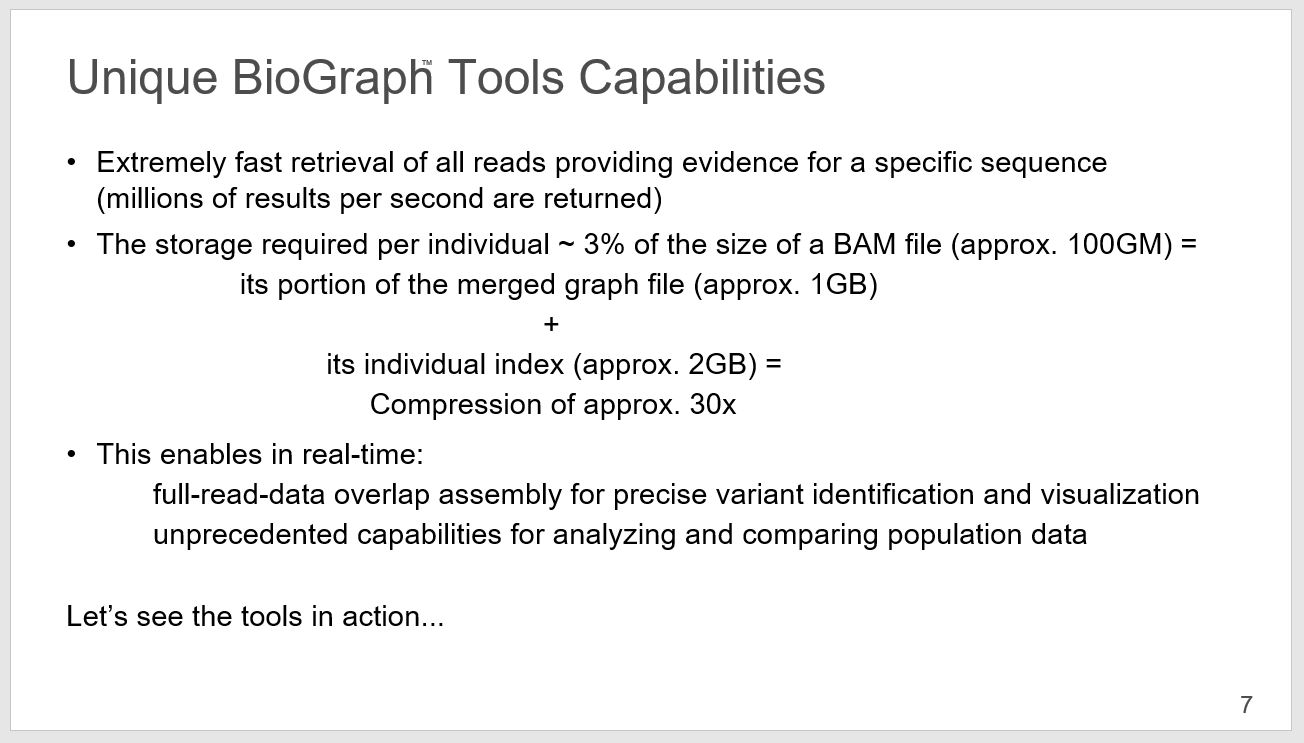 Unique BioGraph™ Tools Capabilities
• Extremely fast retrieval of all reads providing evidence for a specific sequence
(millions of results per second are returned)
• The storage required per individual ~ 3% of the size of a BAM file (approx. 100GM) =
its portion of the merged graph file (approx. 1GB)
+
its individual index (approx. 2GB) =
Compression of approx. 30x
• This enables in real-time:
full-read-data overlap assembly for precise variant identification and visualization
unprecedented capabilities for analyzing and comparing population data
Let’s see the tools in action...
7